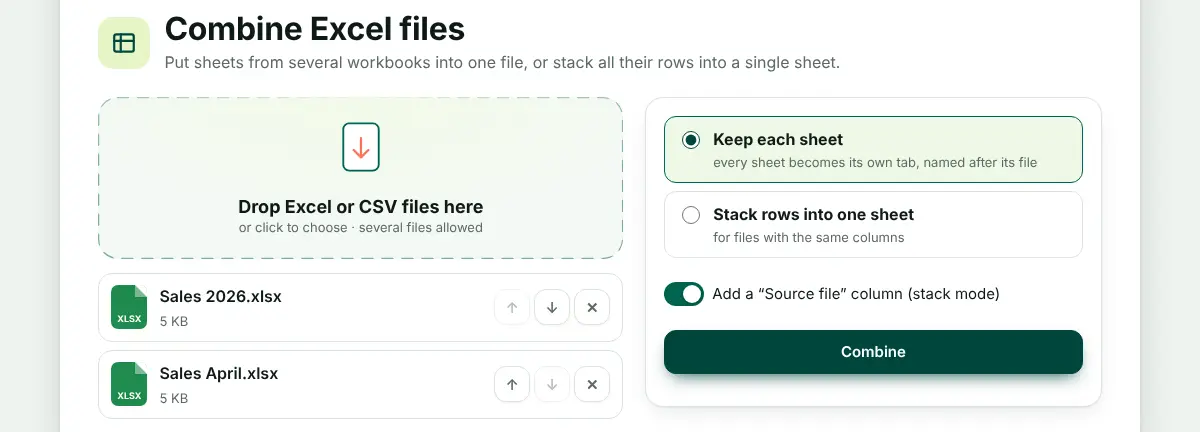 Combine Excel files
Put sheets from several workbooks into one file, or stack all their rows into a single sheet.
Drop Excel or CSV files here
or click to choose · several files allowed
XLSX
Sales 2026.xlsx
5 KB
XLSX
Sales April.xlsx
5 KB
Keep each sheet
every sheet becomes its own tab, named after its file
Stack rows into one sheet
for files with the same columns
Add a “Source file” column (stack mode)
Combine